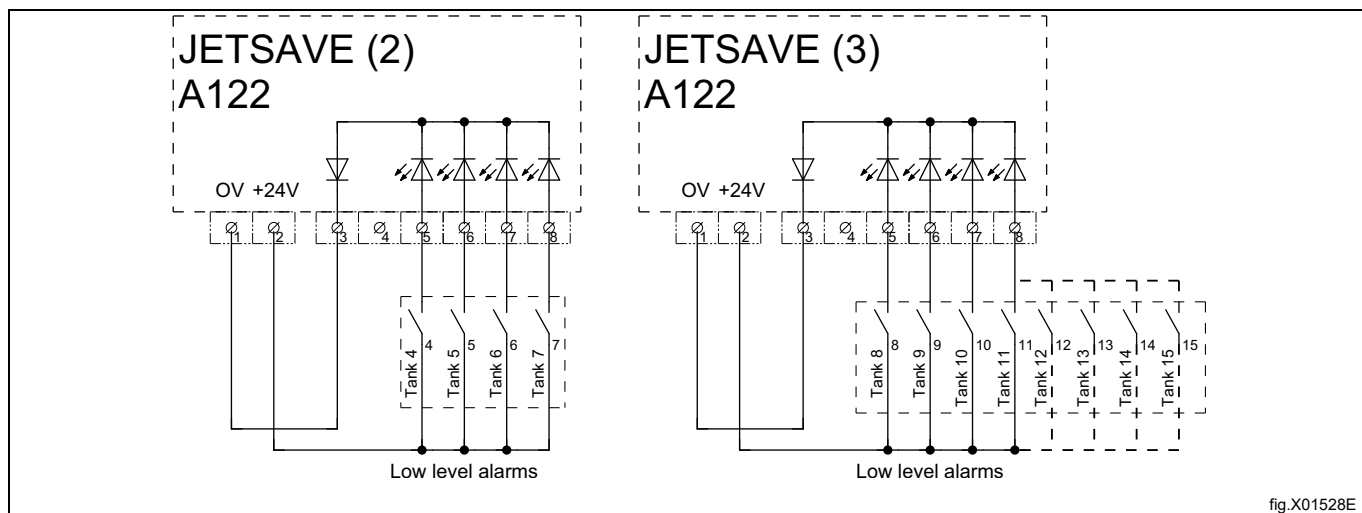 JETSAVE (2)
A122
OV +24V
1 2 3 4 5 6 7 8
Tank 4 4 Tank 5 5 Tank 6 6 Tank 7 7
Low level alarms
JETSAVE (3)
A122
OV +24V
1 2 3 4 5 6 7 8
Tank 8 8 Tank 9 9 Tank 10 10 Tank 11 11 Tank 12 12 Tank 13 13 Tank 14 14 Tank 15 15
Low level alarms
fig.X01528E